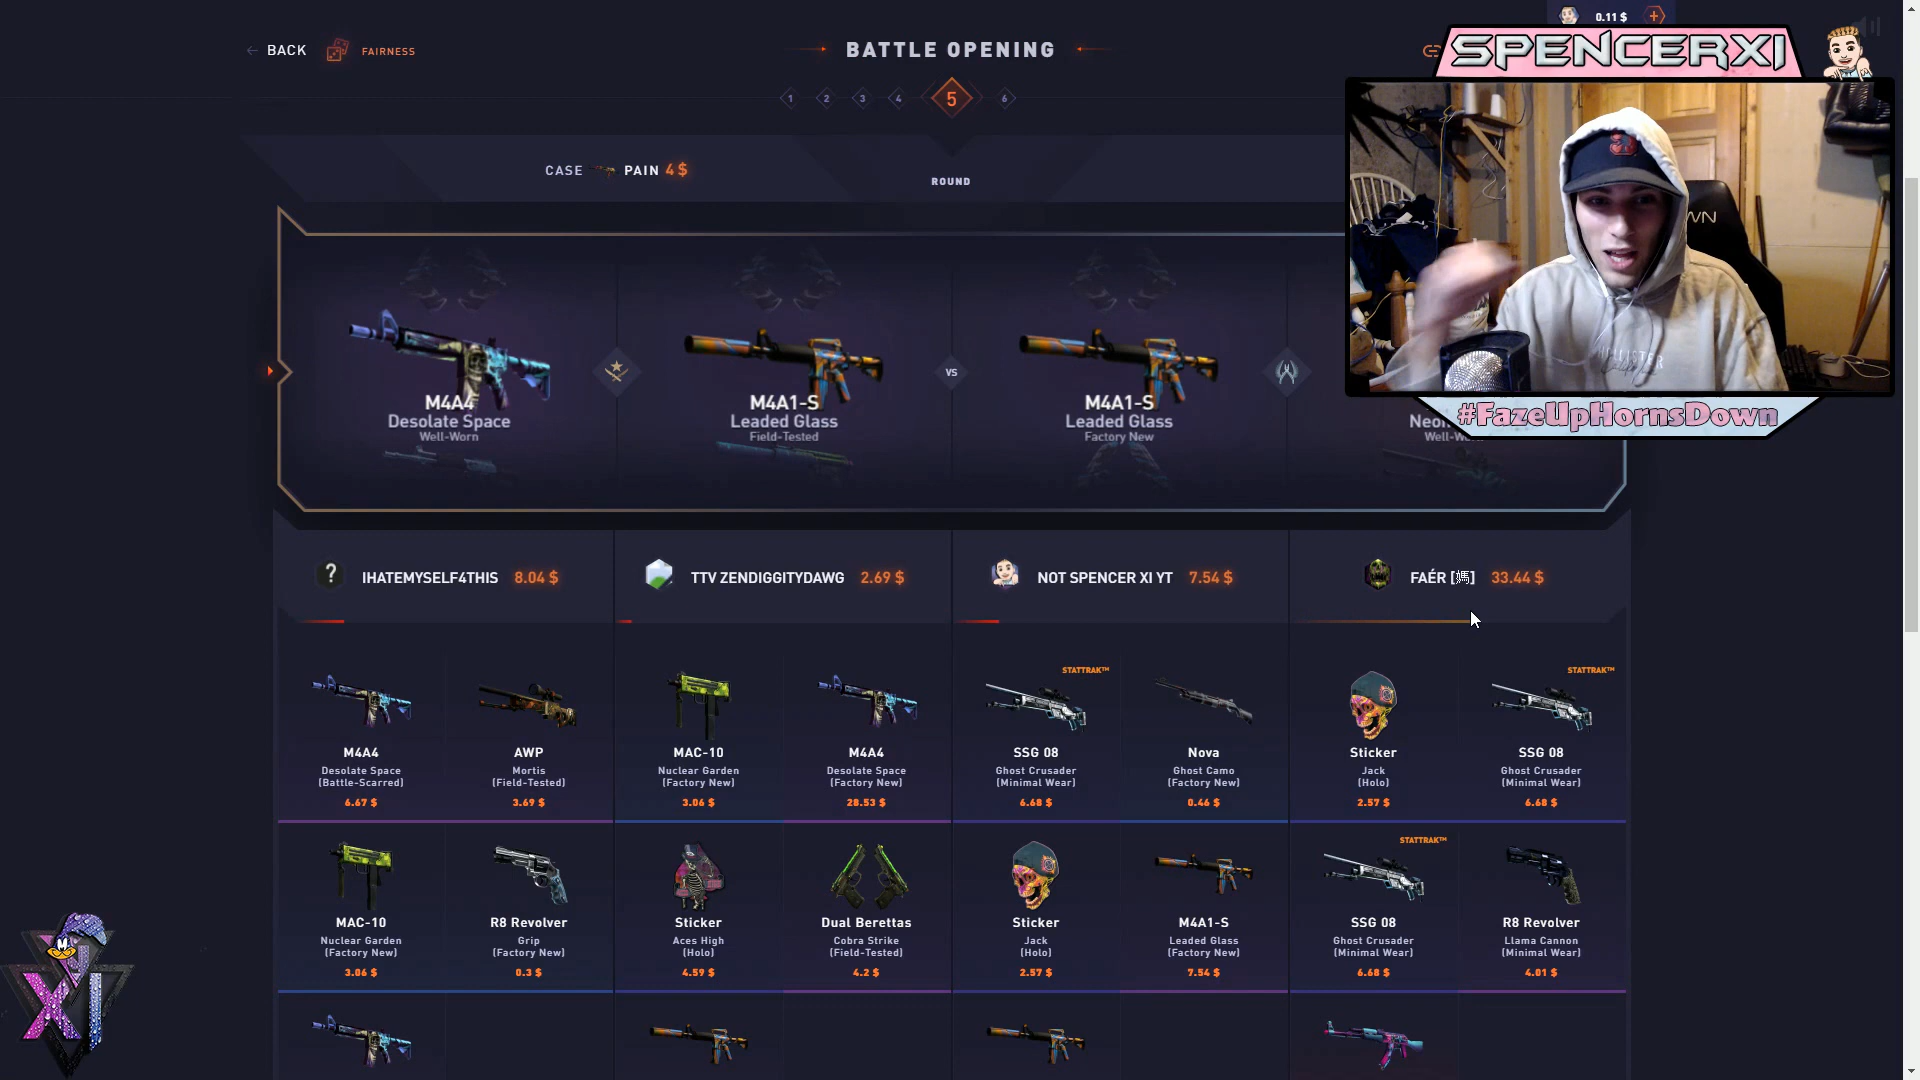 0.11 $
BACK
FAIRNESS
BATTLE OPENING
SPENCERXI
1 2 3 4 5 6
CASE PAIN 4 $
ROUND
M4A4
Desolate Space
Well-Worn
M4A1-S
Leaded Glass
Field-Tested
VS
M4A1-S
Leaded Glass
Factory New
#FazeUpHornsDown
IHATEMYSELF4THIS 8.04 $
TTV ZENDIGGITYDAWG 2.69 $
NOT SPENCER XI YT 7.54 $
FAÉR [媽] 33.44 $
M4A4
Desolate Space
(Battle-Scarred)
6.67 $
AWP
Mortis
(Field-Tested)
3.69 $
MAC-10
Nuclear Garden
(Factory New)
3.06 $
M4A4
Desolate Space
(Factory New)
28.53 $
STATTRAK™
SSG 08
Ghost Crusader
(Minimal Wear)
6.68 $
Nova
Ghost Camo
(Factory New)
0.46 $
Sticker
Jack
(Holo)
2.57 $
STATTRAK™
SSG 08
Ghost Crusader
(Minimal Wear)
6.68 $
MAC-10
Nuclear Garden
(Factory New)
3.06 $
R8 Revolver
Grip
(Factory New)
0.3 $
Sticker
Aces High
(Holo)
4.59 $
Dual Berettas
Cobra Strike
(Field-Tested)
4.2 $
Sticker
Jack
(Holo)
2.57 $
M4A1-S
Leaded Glass
(Factory New)
7.54 $
STATTRAK™
SSG 08
Ghost Crusader
(Minimal Wear)
6.68 $
R8 Revolver
Llama Cannon
(Minimal Wear)
4.01 $
XI